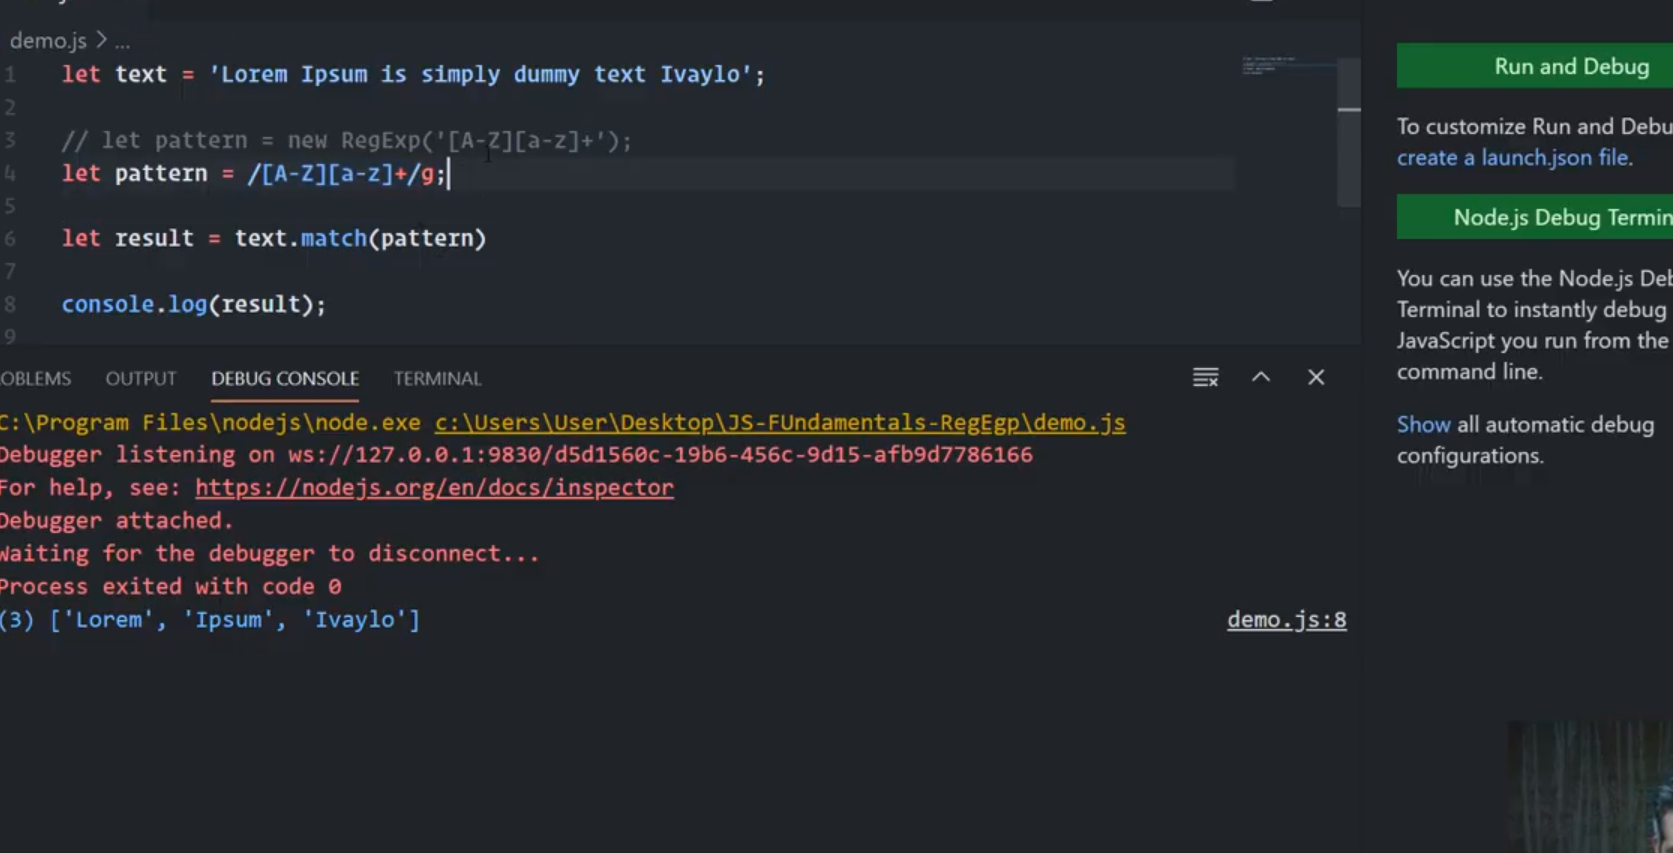 demo.js > ...
1 let text = 'Lorem Ipsum is simply dummy text Ivaylo';
2
3 // let pattern = new RegExp('[A-Z][a-z]+');
4 let pattern = /[A-Z][a-z]+/g;
5
6 let result = text.match(pattern)
7
8 console.log(result);
9
OBLEMS OUTPUT DEBUG CONSOLE TERMINAL
C:\Program Files\nodejs\node.exe c:\Users\User\Desktop\JS-FUndamentals-RegEgp\demo.js
Debugger listening on ws://127.0.0.1:9830/d5d1560c-19b6-456c-9d15-afb9d7786166
For help, see: https://nodejs.org/en/docs/inspector
Debugger attached.
Waiting for the debugger to disconnect...
Process exited with code 0
(3) ['Lorem', 'Ipsum', 'Ivaylo'] demo.js:8
Run and Debug
To customize Run and Debu
create a launch.json file.
Node.js Debug Termin
You can use the Node.js Deb
Terminal to instantly debug
JavaScript you run from the
command line.
Show all automatic debug
configurations.